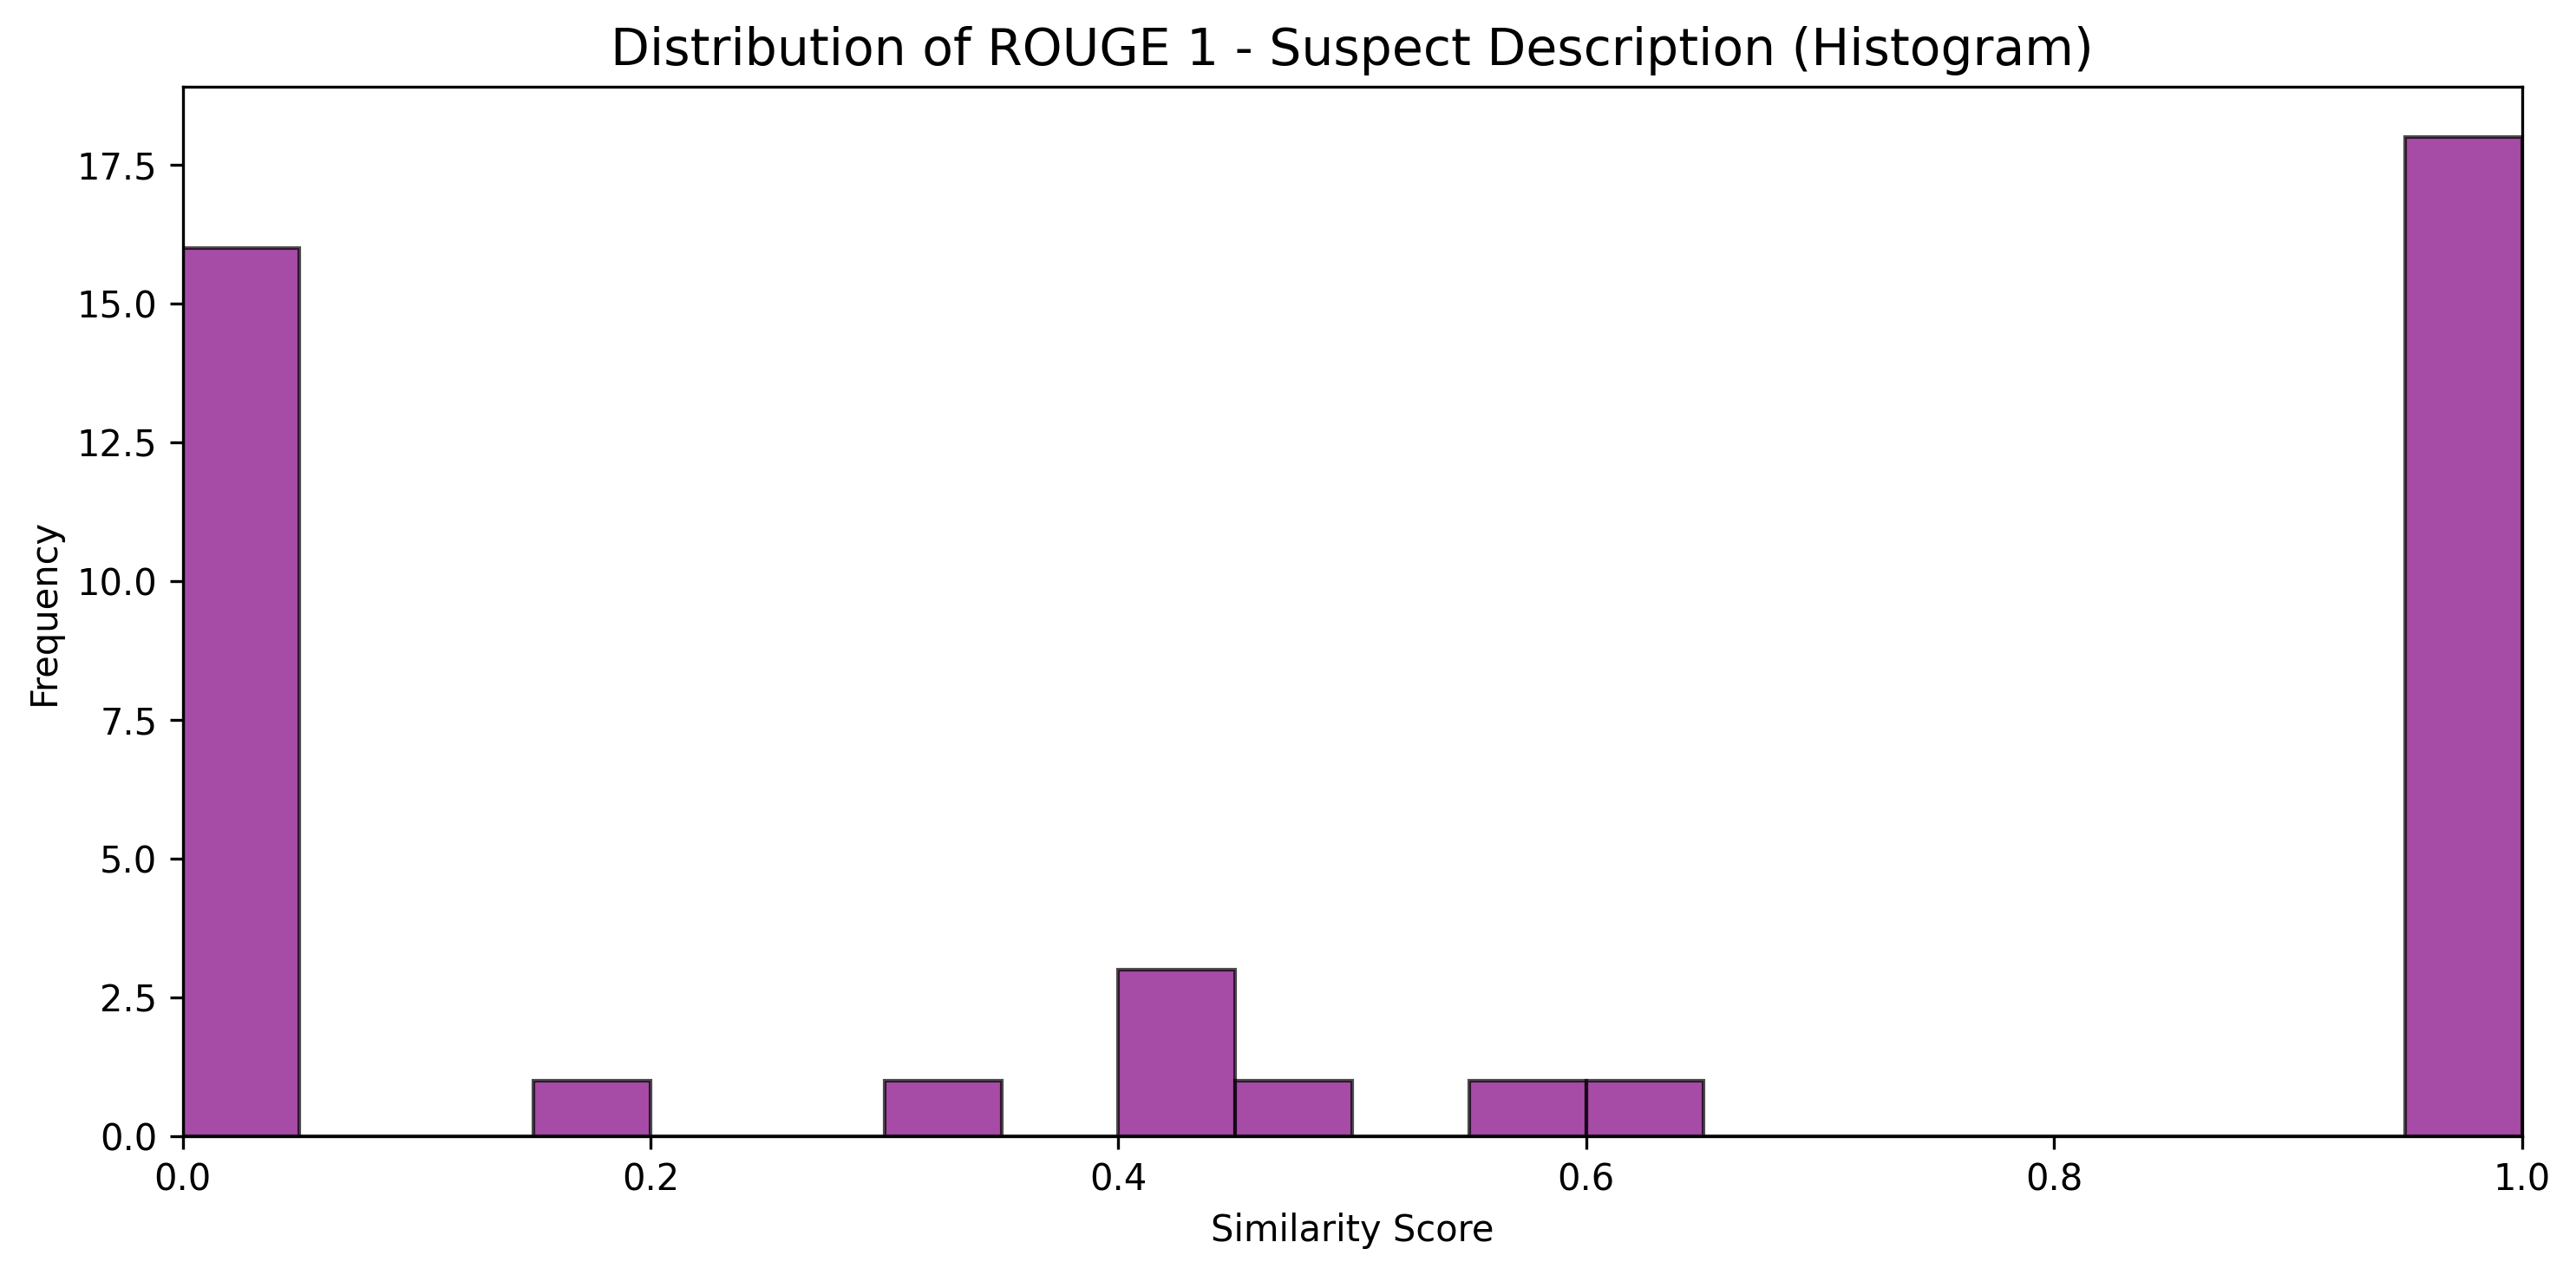 Distribution of ROUGE 1 - Suspect Description (Histogram)
17.5
15.0
12.5
10.0
7.5
5.0
2.5
0.0
Frequency
0.0 0.2 0.4 0.6 0.8 1.0
Similarity Score